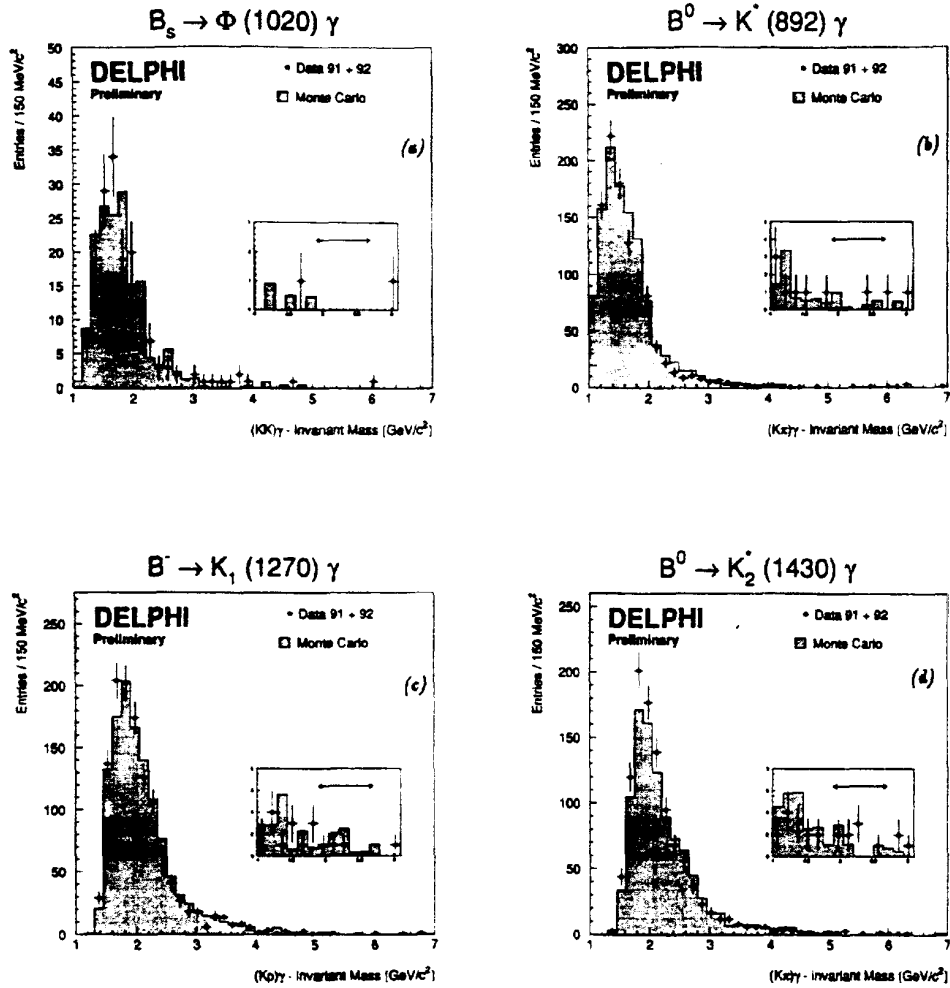 B_s → Φ (1020) γ
Entries / 150 MeV/c²
50
45
40
35
30
25
20
15
10
5
0
DELPHI
Preliminary
Data 91 + 92
Monte Carlo
(a)
1 2 3 4 5 6 7
(KK)γ - Invariant Mass [GeV/c²]
B⁰ → K* (892) γ
Entries / 150 MeV/c²
300
250
200
150
100
50
0
DELPHI
Preliminary
Data 91 + 92
Monte Carlo
(b)
1 2 3 4 5 6 7
(Kπ)γ - Invariant Mass [GeV/c²]
B⁻ → K₁ (1270) γ
Entries / 150 MeV/c²
250
200
150
100
50
0
DELPHI
Preliminary
Data 91 + 92
Monte Carlo
(c)
1 2 3 4 5 6 7
(Kρ)γ - Invariant Mass [GeV/c²]
B⁰ → K₂* (1430) γ
Entries / 150 MeV/c²
250
200
150
100
50
0
DELPHI
Preliminary
Data 91 + 92
Monte Carlo
(d)
1 2 3 4 5 6 7
(Kπ)γ - Invariant Mass [GeV/c²]